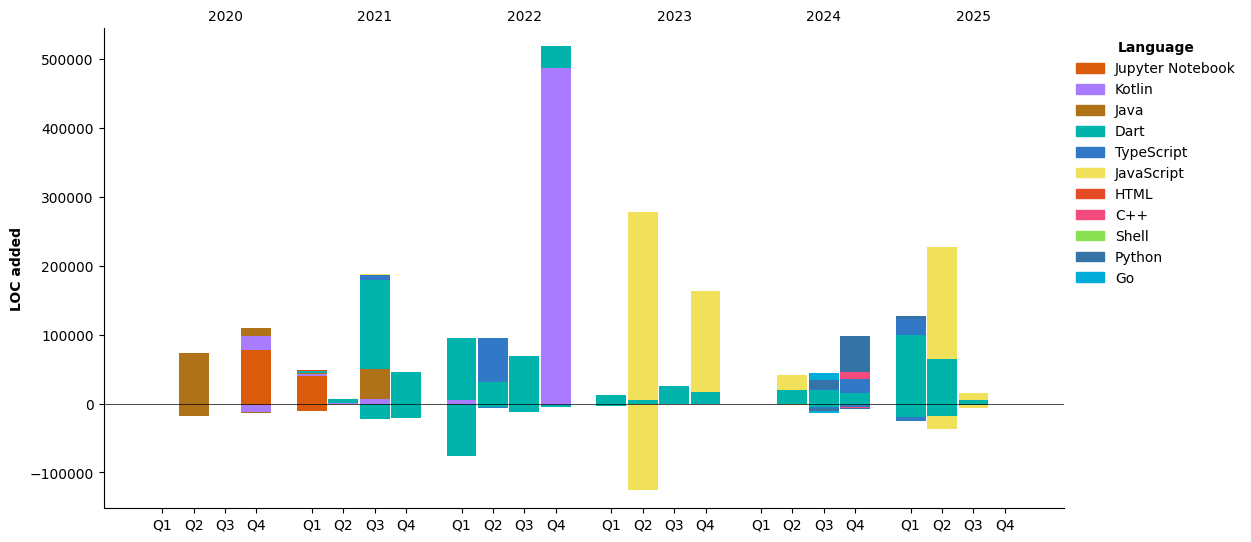 2020 2021 2022 2023 2024 2025
Language
Jupyter Notebook
Kotlin
Java
Dart
TypeScript
JavaScript
HTML
C++
Shell
Python
Go
LOC added
500000
400000
300000
200000
100000
0
−100000
Q1 Q2 Q3 Q4 Q1 Q2 Q3 Q4 Q1 Q2 Q3 Q4 Q1 Q2 Q3 Q4 Q1 Q2 Q3 Q4 Q1 Q2 Q3 Q4